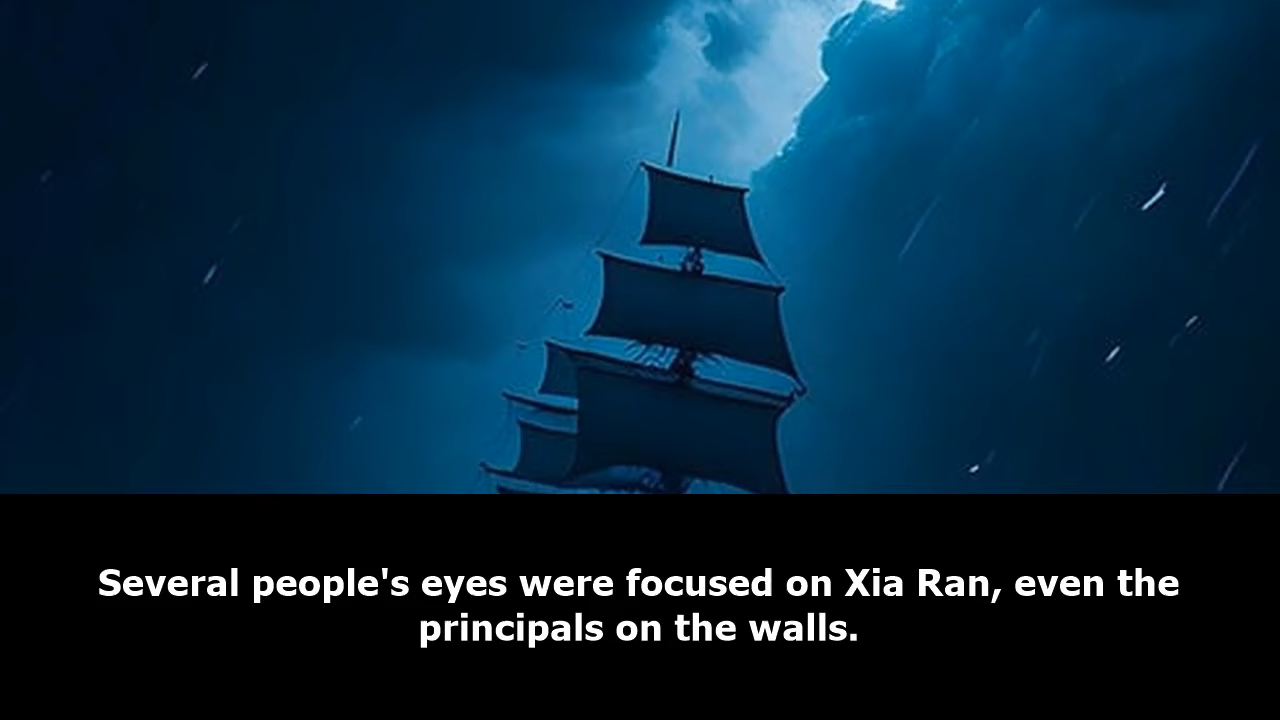 Several people's eyes were focused on Xia Ran, even the
principals on the walls.